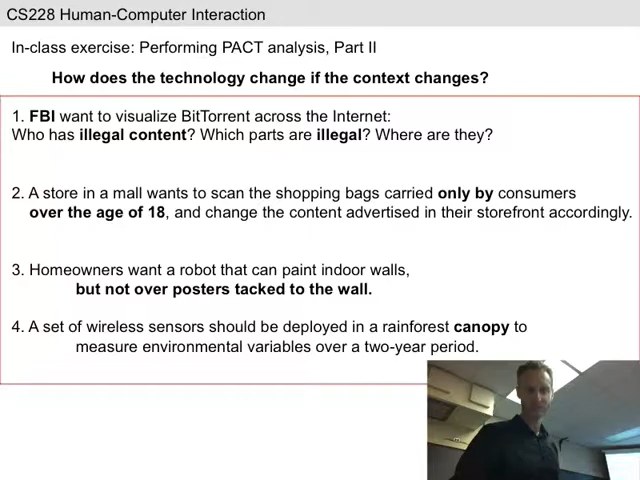 CS228 Human-Computer Interaction
In-class exercise: Performing PACT analysis, Part II
How does the technology change if the context changes?
1. FBI want to visualize BitTorrent across the Internet:
Who has illegal content? Which parts are illegal? Where are they?
2. A store in a mall wants to scan the shopping bags carried only by consumers
over the age of 18, and change the content advertised in their storefront accordingly.
3. Homeowners want a robot that can paint indoor walls,
but not over posters tacked to the wall.
4. A set of wireless sensors should be deployed in a rainforest canopy to
measure environmental variables over a two-year period.